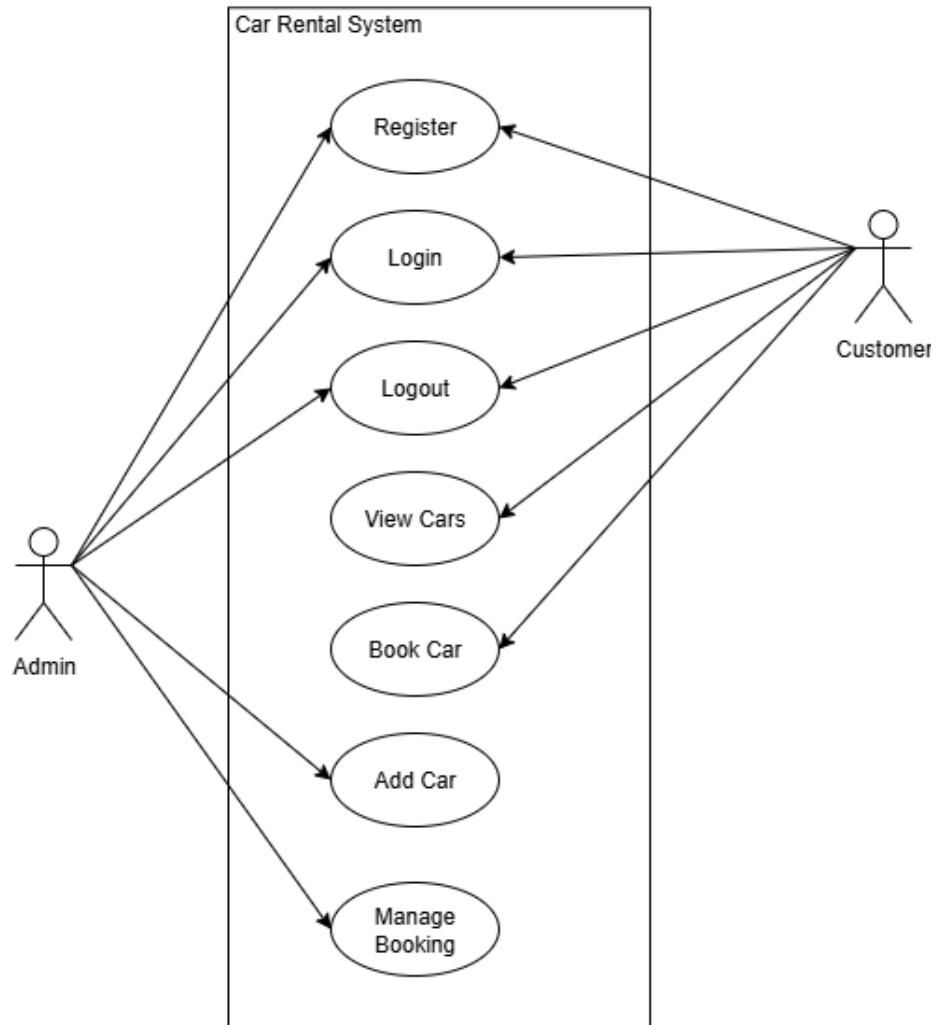 Car Rental System
Register
Login
Customer
Logout
View Cars
Book Car
Admin
Add Car
Manage
Booking